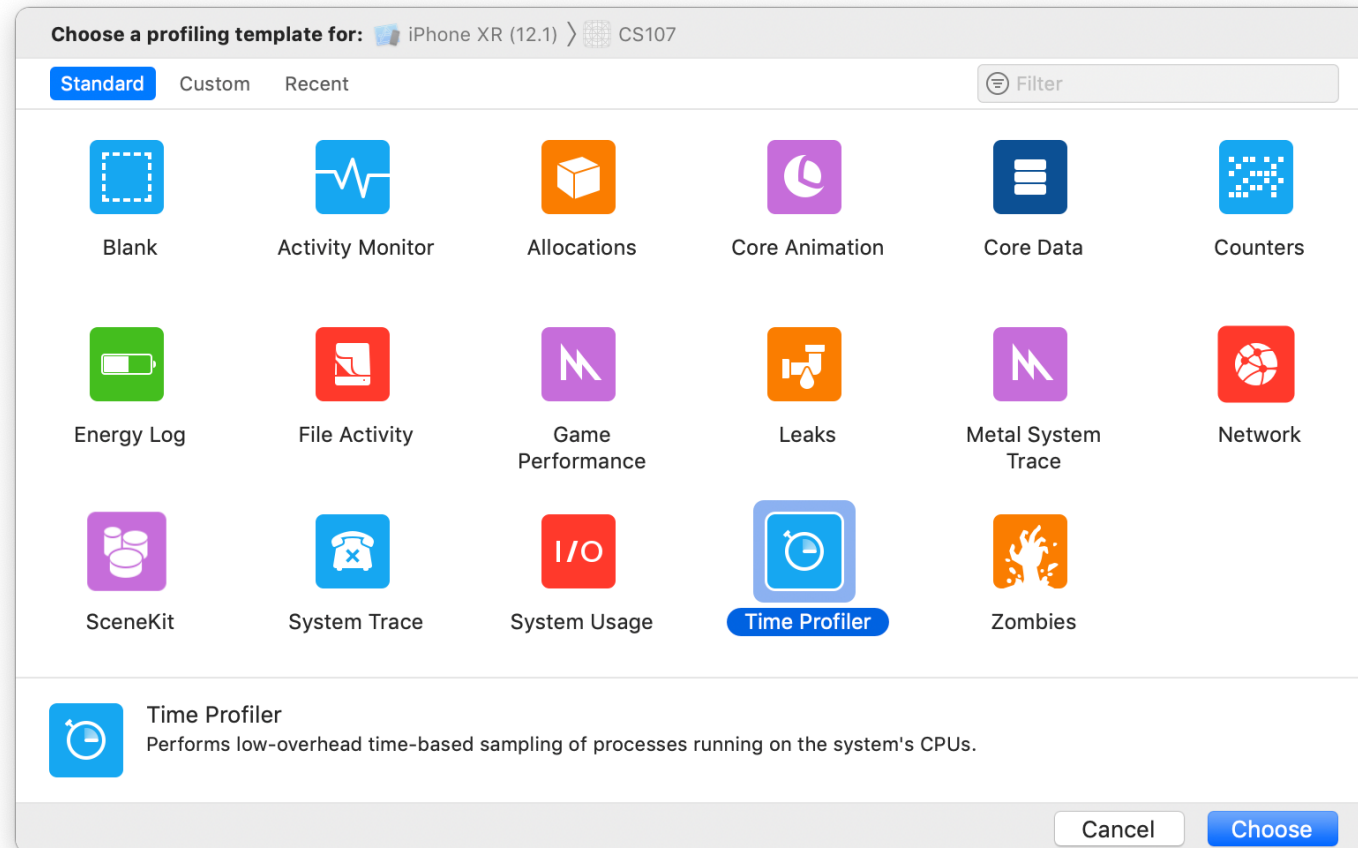 Choose a profiling template for: iPhone XR (12.1) 〉 CS107
Standard Custom Recent Filter
Blank Activity Monitor Allocations Core Animation Core Data Counters
Energy Log File Activity Game Performance Leaks Metal System Trace Network
I/O
SceneKit System Trace System Usage Time Profiler Zombies
Time Profiler
Performs low-overhead time-based sampling of processes running on the system's CPUs.
Cancel Choose